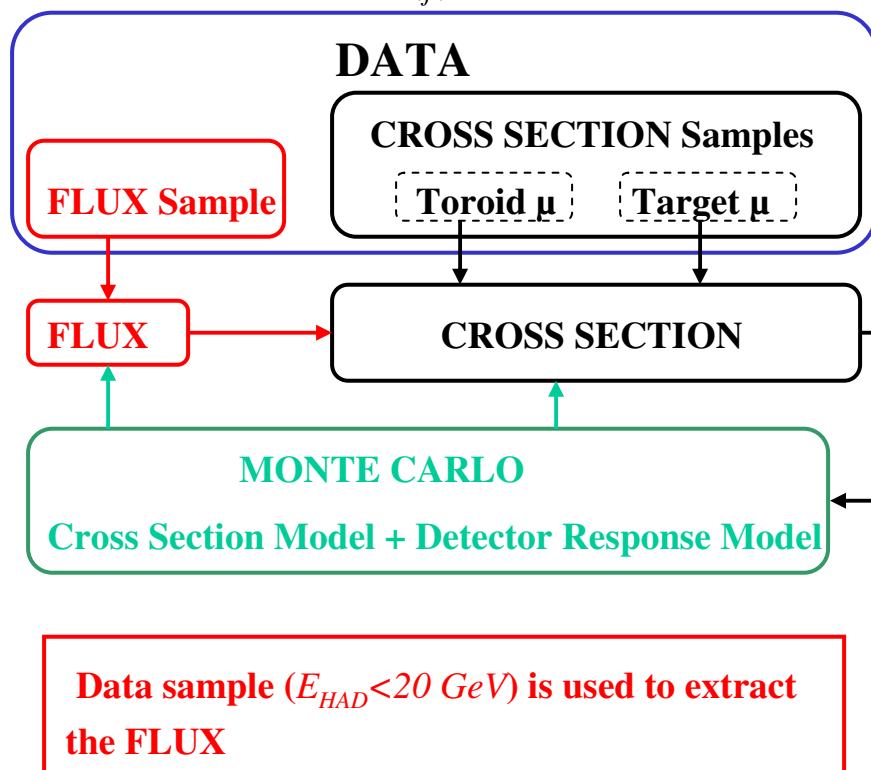 DATA
CROSS SECTION Samples
FLUX Sample
Toroid μ
Target μ
FLUX
CROSS SECTION
MONTE CARLO
Cross Section Model + Detector Response Model
Data sample (E_HAD<20 GeV) is used to extract
the FLUX